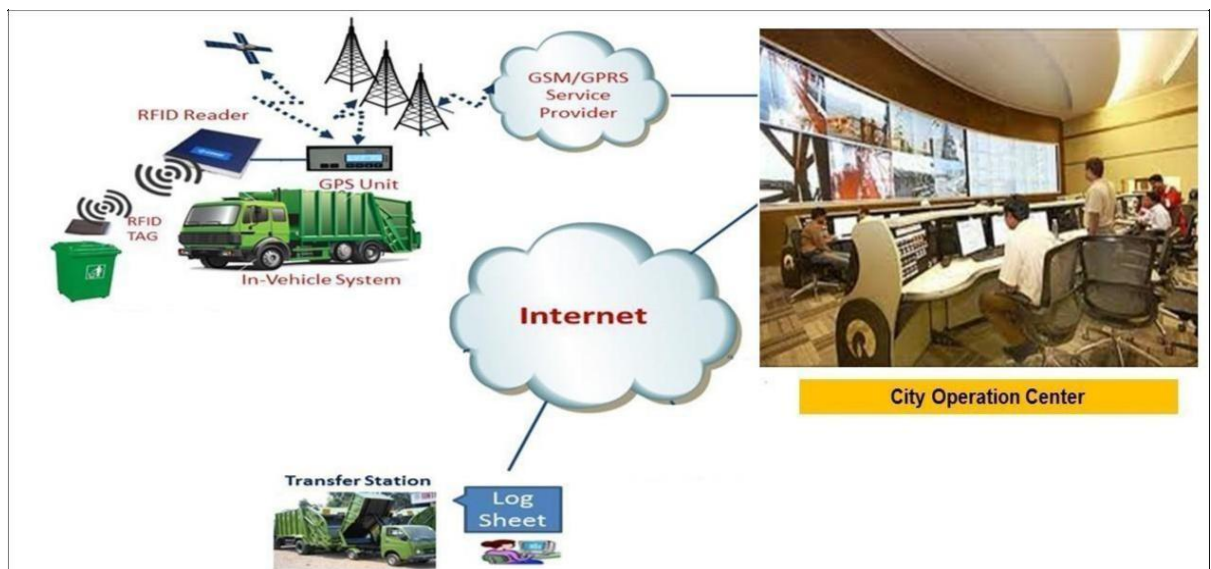 GSM/GPRS
Service
Provider
RFID Reader
GPS Unit
RFID
TAG
In-Vehicle System
Internet
City Operation Center
Transfer Station
Log
Sheet